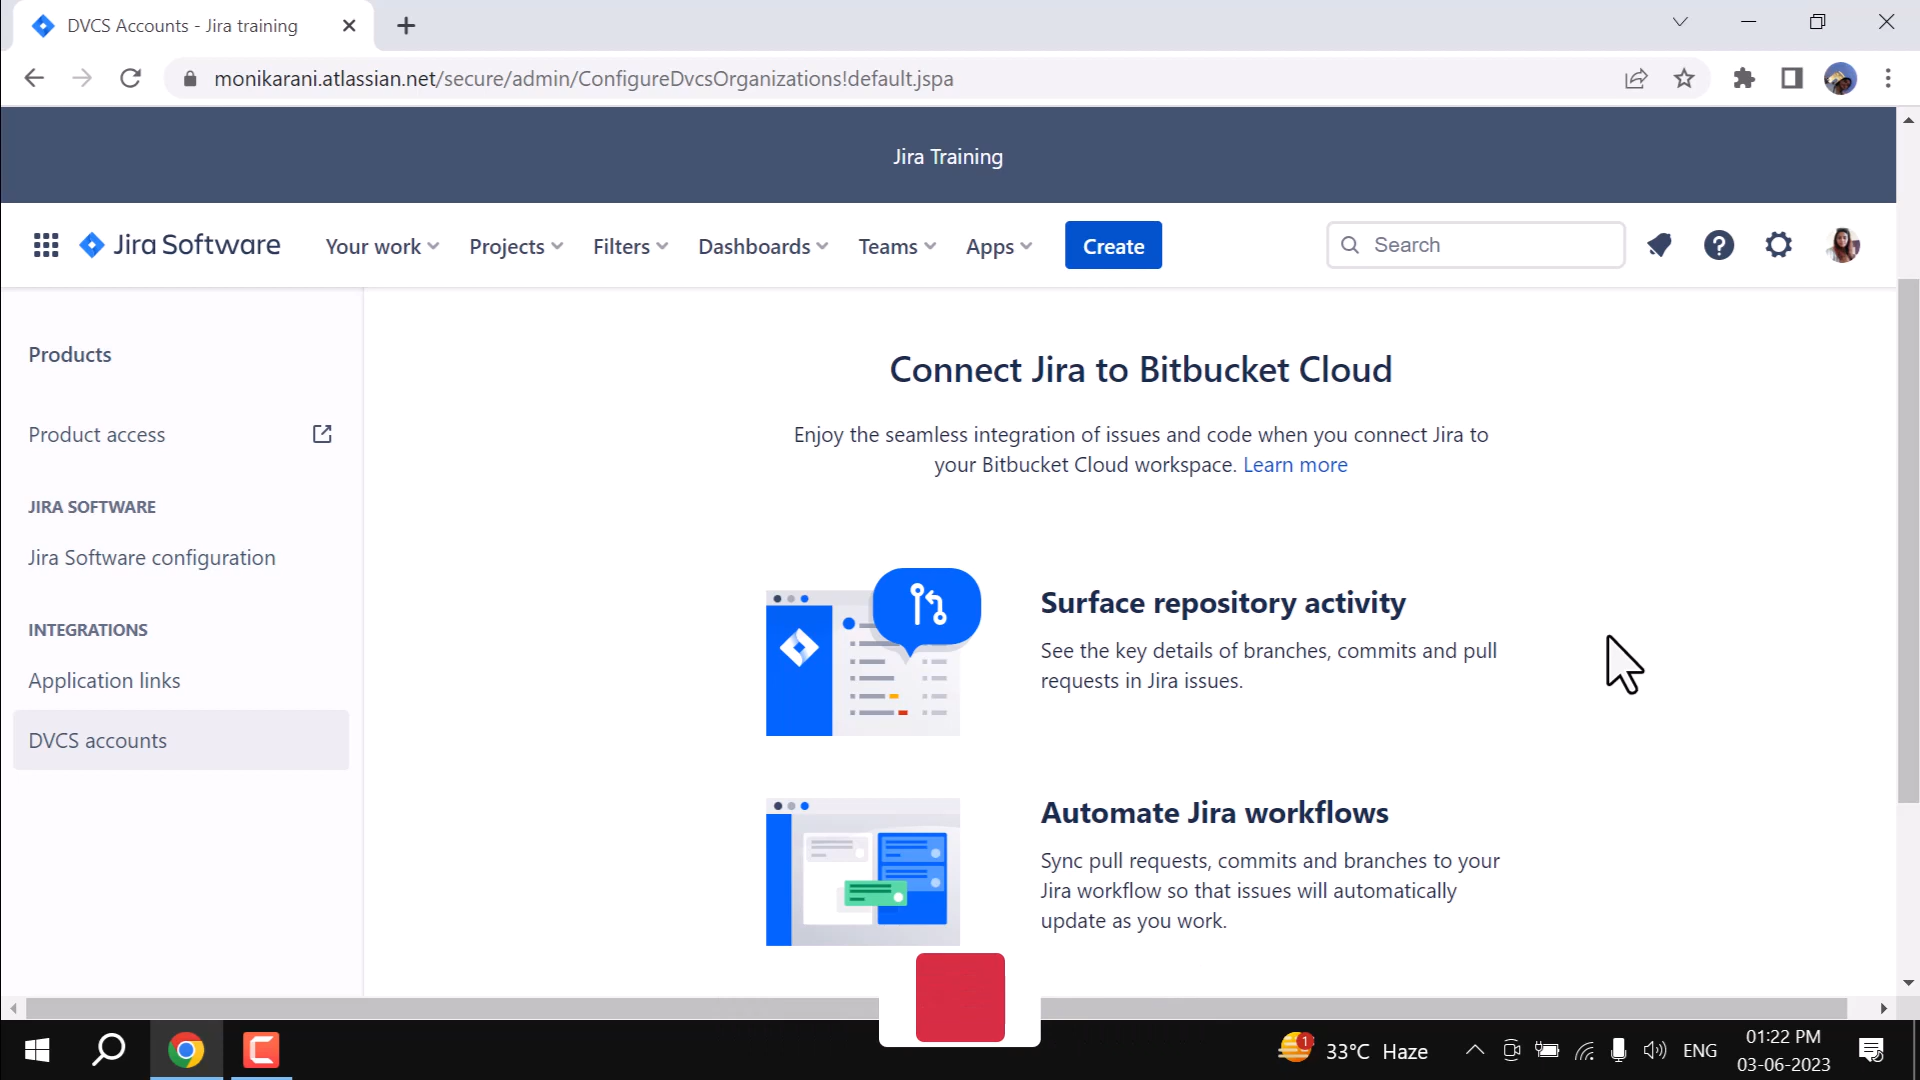 DVCS Accounts - Jira training
monikarani.atlassian.net/secure/admin/ConfigureDvcsOrganizations!default.jspa
Jira Training
Jira Software
Your work
Projects
Filters
Dashboards
Teams
Apps
Create
Search
Products
Product access
JIRA SOFTWARE
Jira Software configuration
INTEGRATIONS
Application links
DVCS accounts
Connect Jira to Bitbucket Cloud
Enjoy the seamless integration of issues and code when you connect Jira to
your Bitbucket Cloud workspace. Learn more
Surface repository activity
See the key details of branches, commits and pull
requests in Jira issues.
Automate Jira workflows
Sync pull requests, commits and branches to your
Jira workflow so that issues will automatically
update as you work.
1
33°C Haze
ENG
01:22 PM
03-06-2023